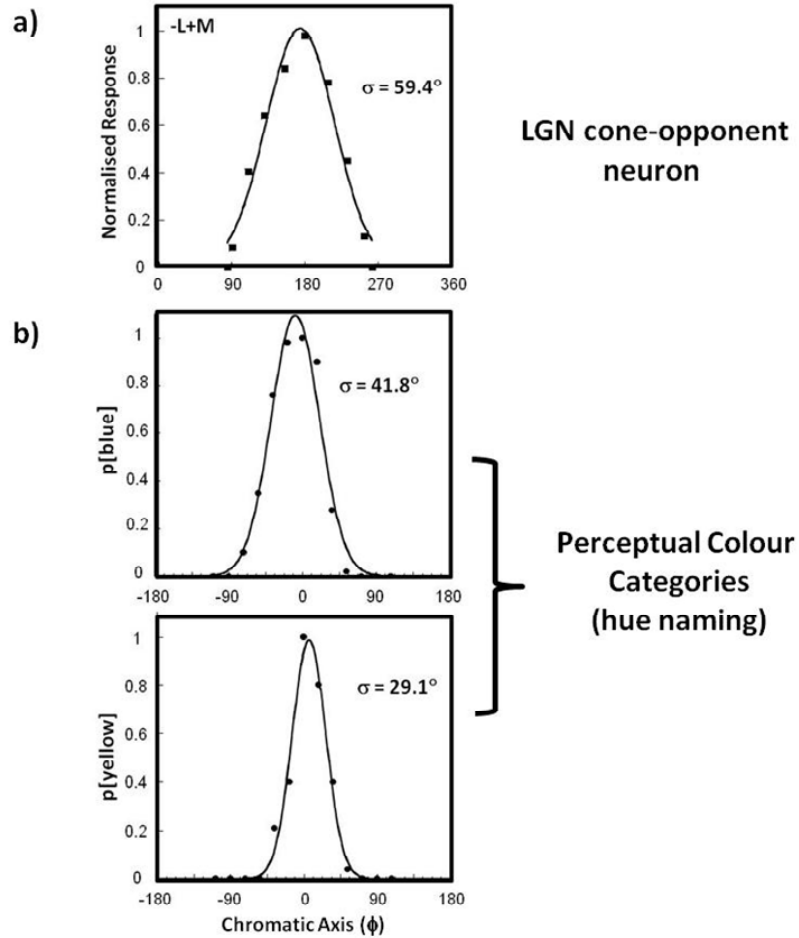 a)
-L+M
σ = 59.4°
Normalised Response
1
0.8
0.6
0.4
0.2
0
0 90 180 270 360
LGN cone-opponent
neuron
b)
σ = 41.8°
p[blue]
1
0.8
0.6
0.4
0.2
0
-180 -90 0 90 180
σ = 29.1°
p[yellow]
1
0.8
0.6
0.4
0.2
0
-180 -90 0 90 180
Chromatic Axis (ϕ)
Perceptual Colour
Categories
(hue naming)